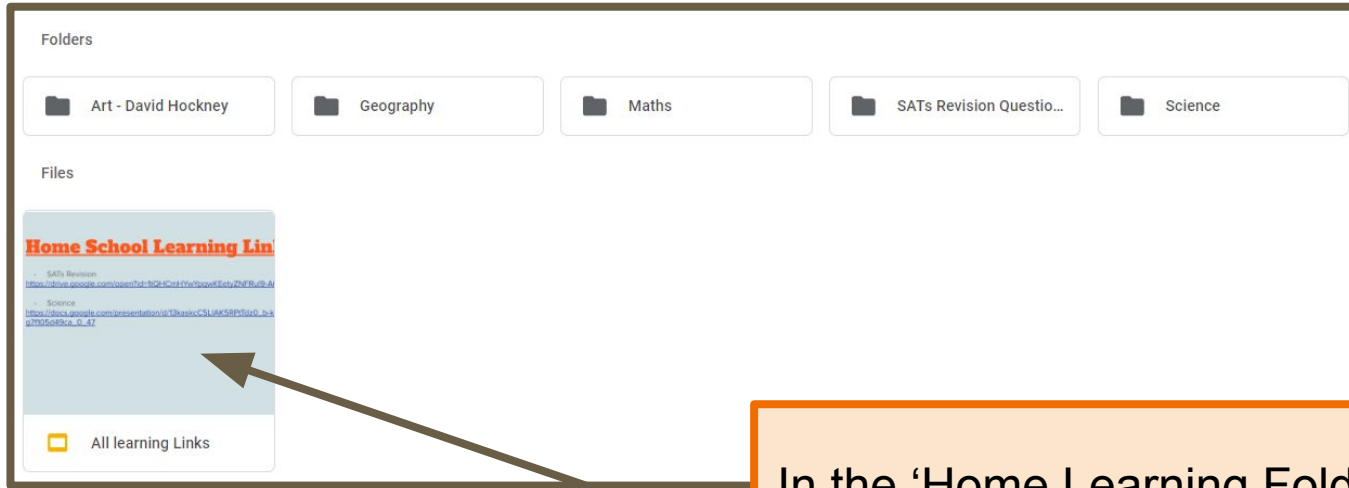 Folders
Art - David Hockney
Geography
Maths
SATs Revision Questio...
Science
Files
Home School Learning Lin
- SATs Revision
- Science
All learning Links
In the ‘Home Learning Fold